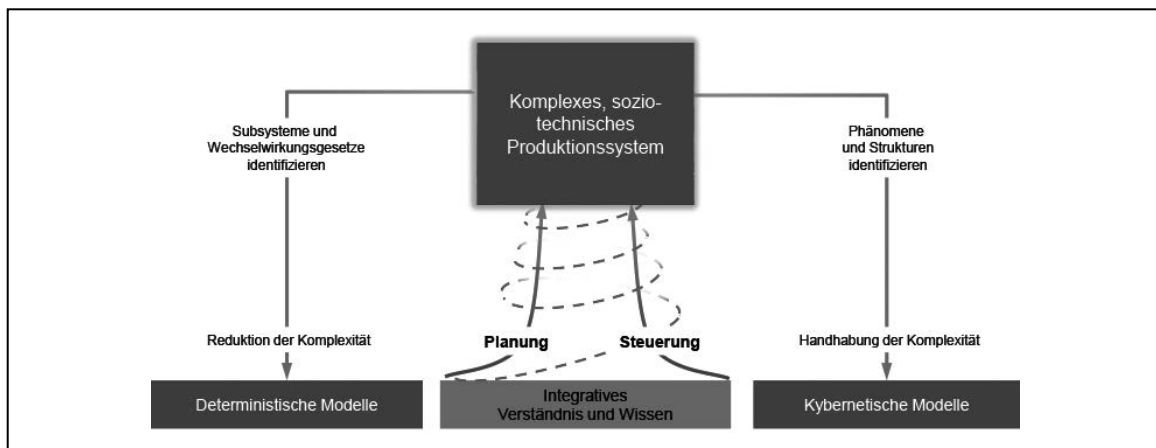 Komplexes, sozio-
technisches
Produktionssystem
Subsysteme und
Wechselwirkungsgesetze
identifizieren
Phänomene
und Strukturen
identifizieren
Reduktion der Komplexität
Planung
Steuerung
Handhabung der Komplexität
Deterministische Modelle
Integratives
Verständnis und Wissen
Kybernetische Modelle